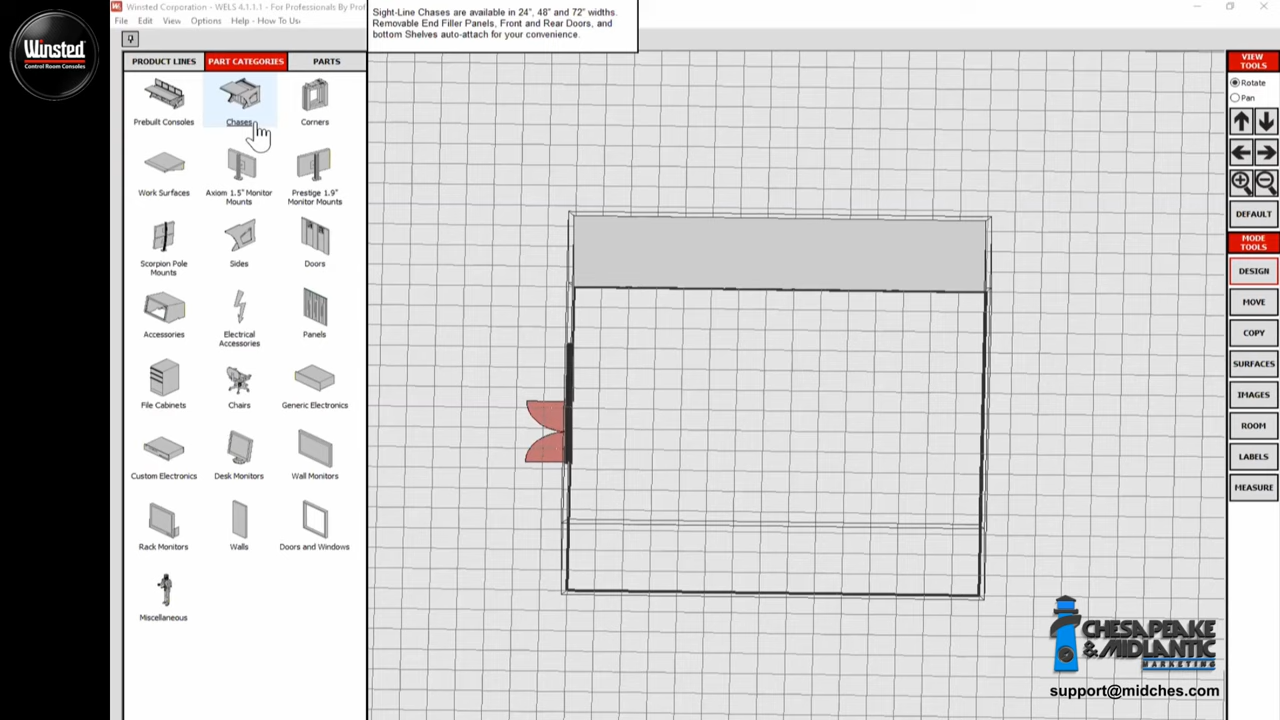 Winsted
Control Room Consoles
Winsted Corporation - WELS 4.1.1.1 - For Professionals By Prof
File Edit View Options Help - How To Us
Sight-Line Chases are available in 24", 48" and 72" widths.
Removable End Filler Panels, Front and Rear Doors, and
bottom Shelves auto-attach for your convenience.
PRODUCT LINES PART CATEGORIES PARTS
Prebuilt Consoles Chases Corners
Work Surfaces Axiom 1.5" Monitor Mounts Prestige 1.9" Monitor Mounts
Scorpion Pole Mounts Sides Doors
Accessories Electrical Accessories Panels
File Cabinets Chairs Generic Electronics
Custom Electronics Desk Monitors Wall Monitors
Rack Monitors Walls Doors and Windows
Miscellaneous
VIEW
TOOLS
Rotate
Pan
DEFAULT
MODE
TOOLS
DESIGN
MOVE
COPY
SURFACES
IMAGES
ROOM
LABELS
MEASURE
CHESAPEAKE
& MIDLANTIC
MARKETING
support@midches.com